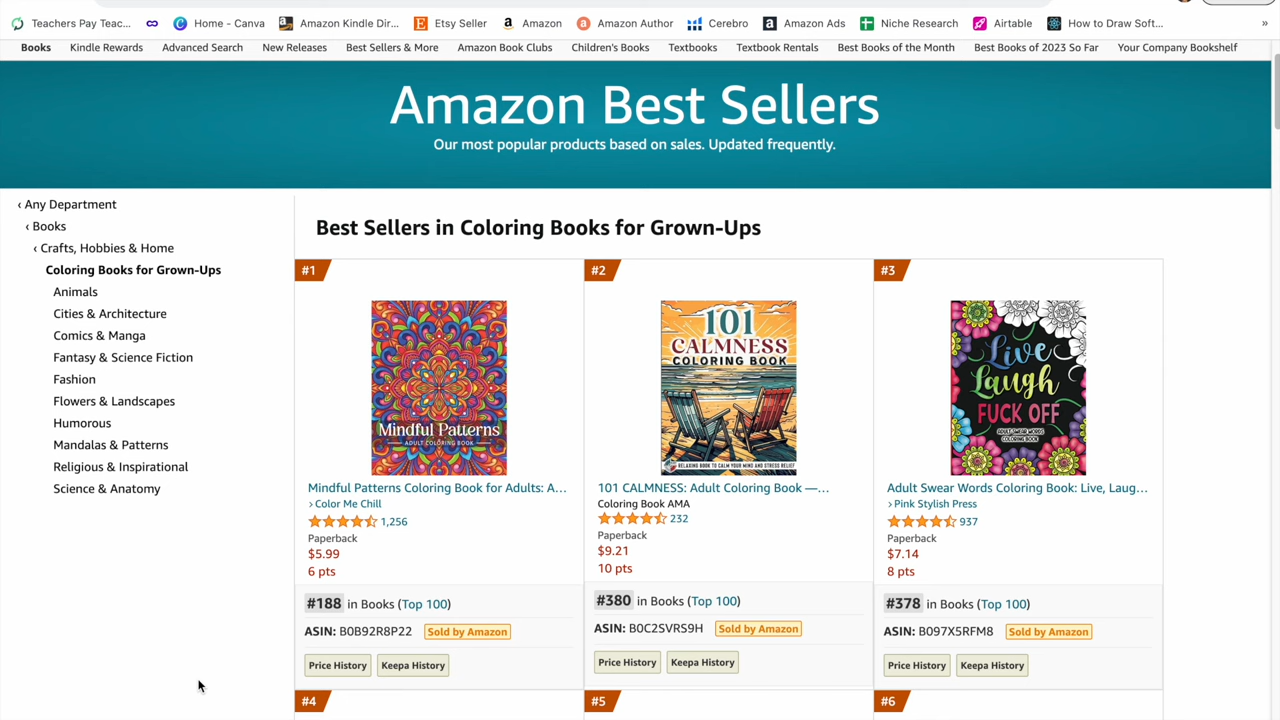 Teachers Pay Teac... Home - Canva Amazon Kindle Dir... Etsy Seller Amazon Amazon Author Cerebro Amazon Ads Niche Research Airtable How to Draw Soft... »
Books Kindle Rewards Advanced Search New Releases Best Sellers & More Amazon Book Clubs Children's Books Textbooks Textbook Rentals Best Books of the Month Best Books of 2023 So Far Your Company Bookshelf
Amazon Best Sellers
Our most popular products based on sales. Updated frequently.
‹ Any Department
‹ Books
‹ Crafts, Hobbies & Home
Coloring Books for Grown-Ups
Animals
Cities & Architecture
Comics & Manga
Fantasy & Science Fiction
Fashion
Flowers & Landscapes
Humorous
Mandalas & Patterns
Religious & Inspirational
Science & Anatomy
Best Sellers in Coloring Books for Grown-Ups
#1
Mindful Patterns
ADULT COLORING BOOK
Mindful Patterns Coloring Book for Adults: A...
› Color Me Chill
1,256
Paperback
$5.99
6 pts
#188 in Books (Top 100)
ASIN: B0B92R8P22 Sold by Amazon
Price History Keepa History
#2
101
CALMNESS
COLORING BOOK
RELAXING BOOK TO CALM YOUR MIND AND STRESS RELIEF
101 CALMNESS: Adult Coloring Book —...
Coloring Book AMA
232
Paperback
$9.21
10 pts
#380 in Books (Top 100)
ASIN: B0C2SVRS9H Sold by Amazon
Price History Keepa History
#3
Live
Laugh
FUCK OFF
ADULT SWEAR WORDS
COLORING BOOK
Adult Swear Words Coloring Book: Live, Laug...
› Pink Stylish Press
937
Paperback
$7.14
8 pts
#378 in Books (Top 100)
ASIN: B097X5RFM8 Sold by Amazon
Price History Keepa History
#4
#5
#6